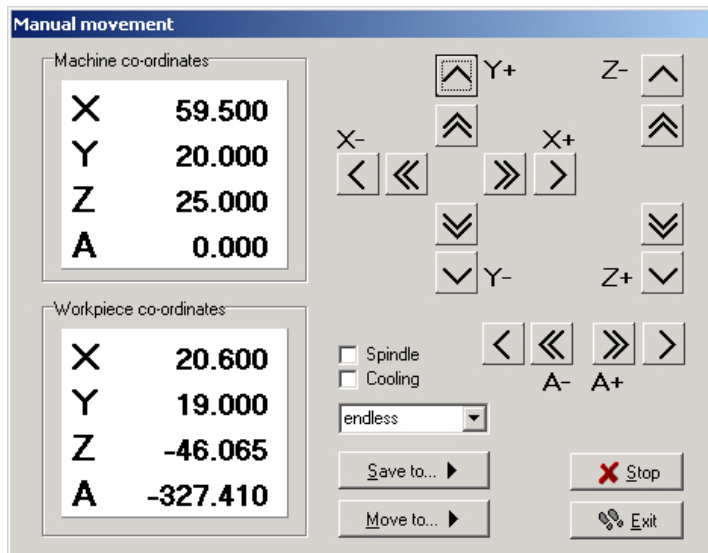 Manual movement
Machine co-ordinates
X 59.500
Y 20.000
Z 25.000
A 0.000
Y+
Z-
X-
X+
Y-
Z+
Workpiece co-ordinates
X 20.600
Y 19.000
Z -46.065
A -327.410
Spindle
Cooling
A- A+
endless
Save to...
Stop
Move to...
Exit